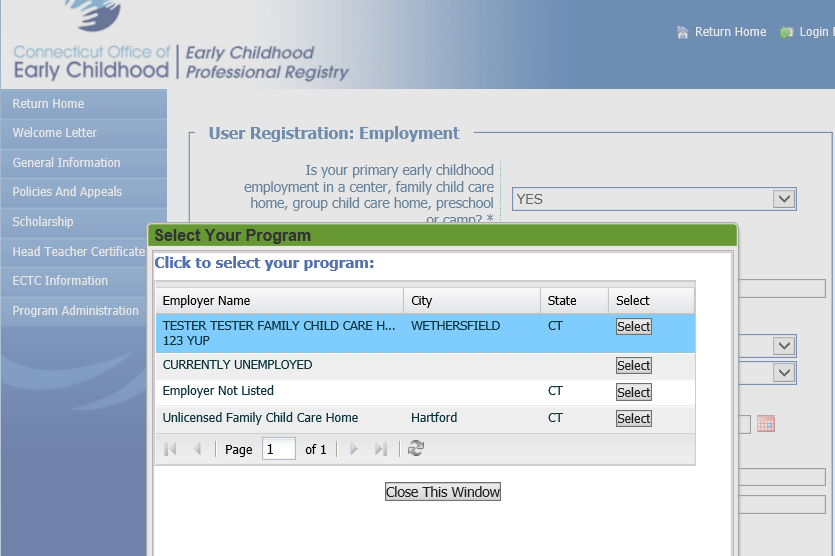 Connecticut Office of
Early Childhood
Early Childhood
Professional Registry
Return Home
Login
Return Home
Welcome Letter
General Information
Policies And Appeals
Scholarship
Head Teacher Certificate
ECTC Information
Program Administration
User Registration: Employment
Is your primary early childhood
employment in a center, family child care
home, group child care home, preschool
or camp? *
YES
Select Your Program
Click to select your program:
Employer Name City State Select
TESTER TESTER FAMILY CHILD CARE H... WETHERSFIELD CT Select
123 YUP
CURRENTLY UNEMPLOYED Select
Employer Not Listed CT Select
Unlicensed Family Child Care Home Hartford CT Select
Page 1 of 1
Close This Window